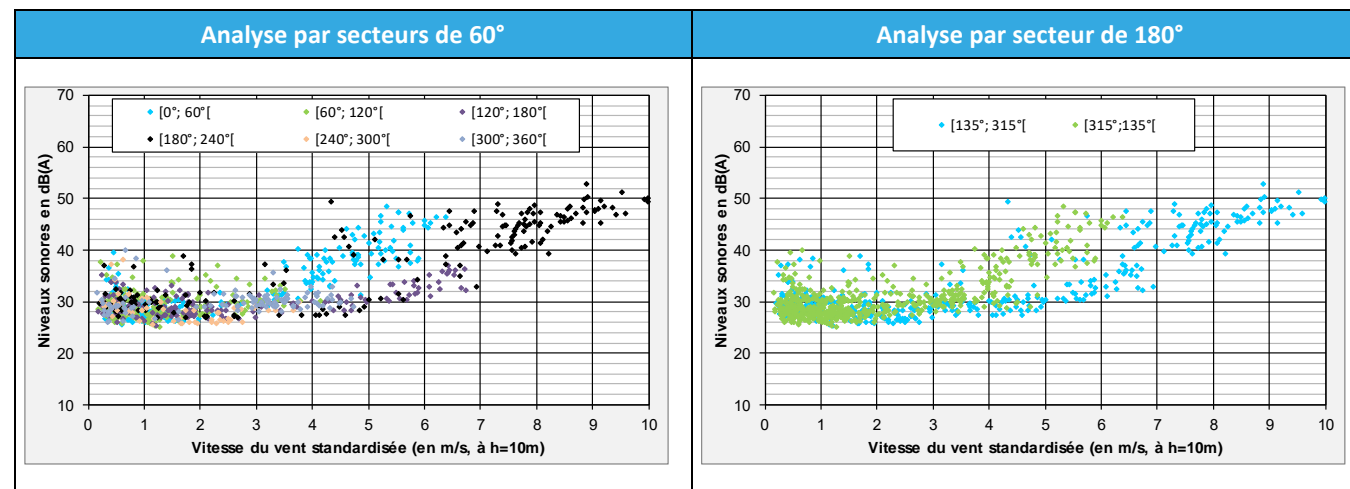 Analyse par secteurs de 60°
Analyse par secteur de 180°
70
60
50
40
30
20
10
Niveaux sonores en dB(A)
[0°; 60°[
[60°; 120°[
[120°; 180°[
[180°; 240°[
[240°; 300°[
[300°; 360°[
0 1 2 3 4 5 6 7 8 9 10
Vitesse du vent standardisée (en m/s, à h=10m)
70
60
50
40
30
20
10
Niveaux sonores en dB(A)
[135°; 315°[
[315°;135°[
0 1 2 3 4 5 6 7 8 9 10
Vitesse du vent standardisée (en m/s, à h=10m)